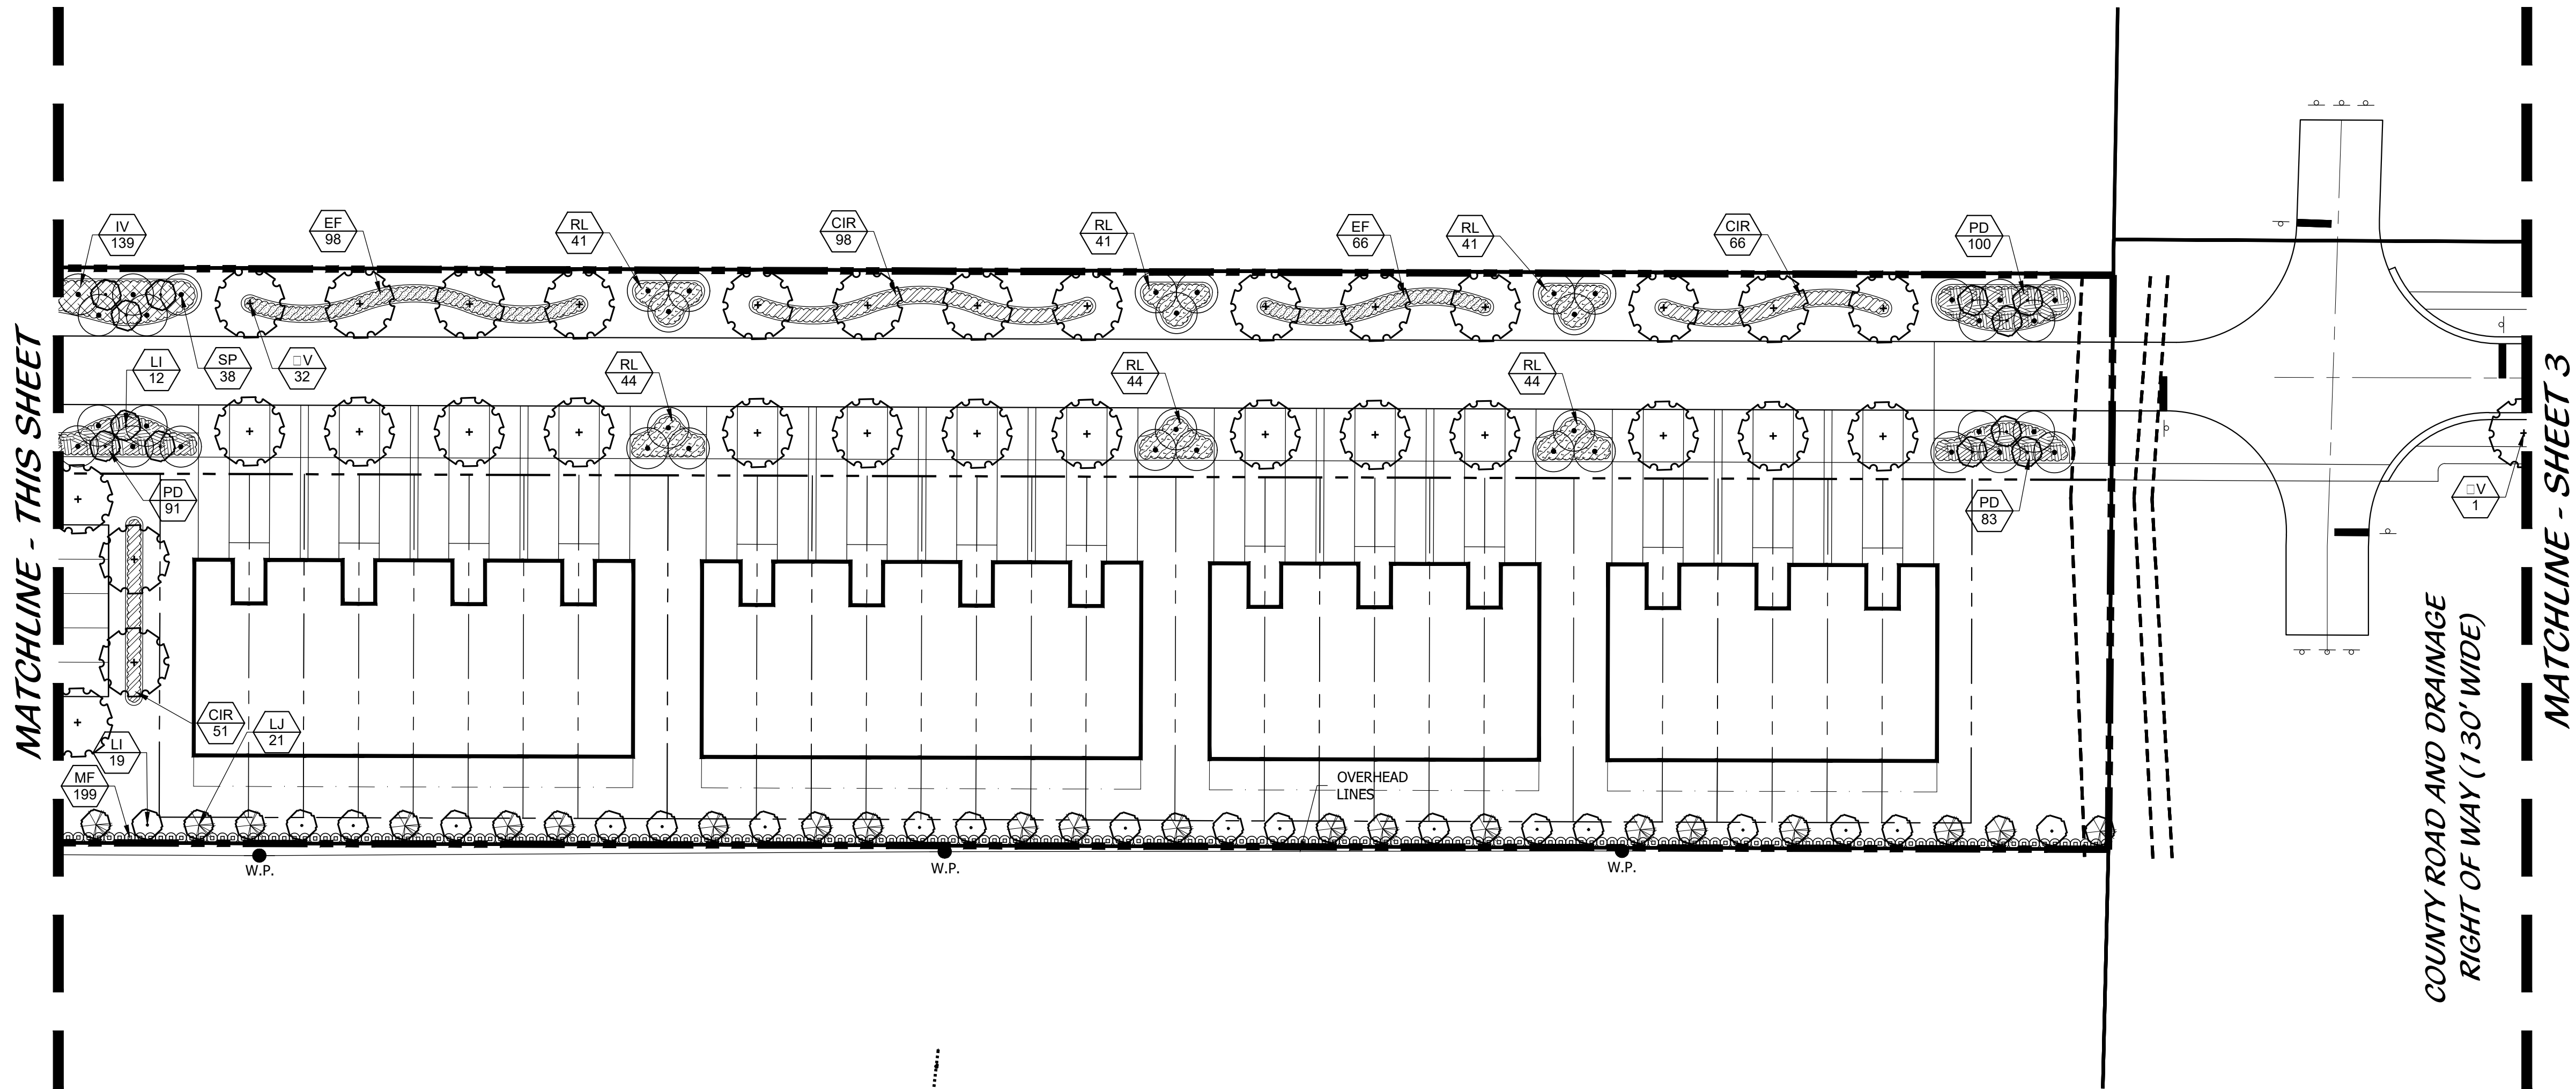 IV
139
EF
98
RL
41
CIR
98
RL
41
EF
66
RL
41
CIR
66
PD
100
LI
12
SP
38
□V
32
RL
44
RL
44
RL
44
PD
91
PD
83
□V
1
CIR
51
LJ
21
LI
19
MF
199
OVERHEAD
LINES
W.P.
W.P.
W.P.
MATCHLINE - THIS SHEET
COUNTY ROAD AND DRAINAGE
RIGHT OF WAY (130' WIDE)
MATCHLINE - SHEET 3